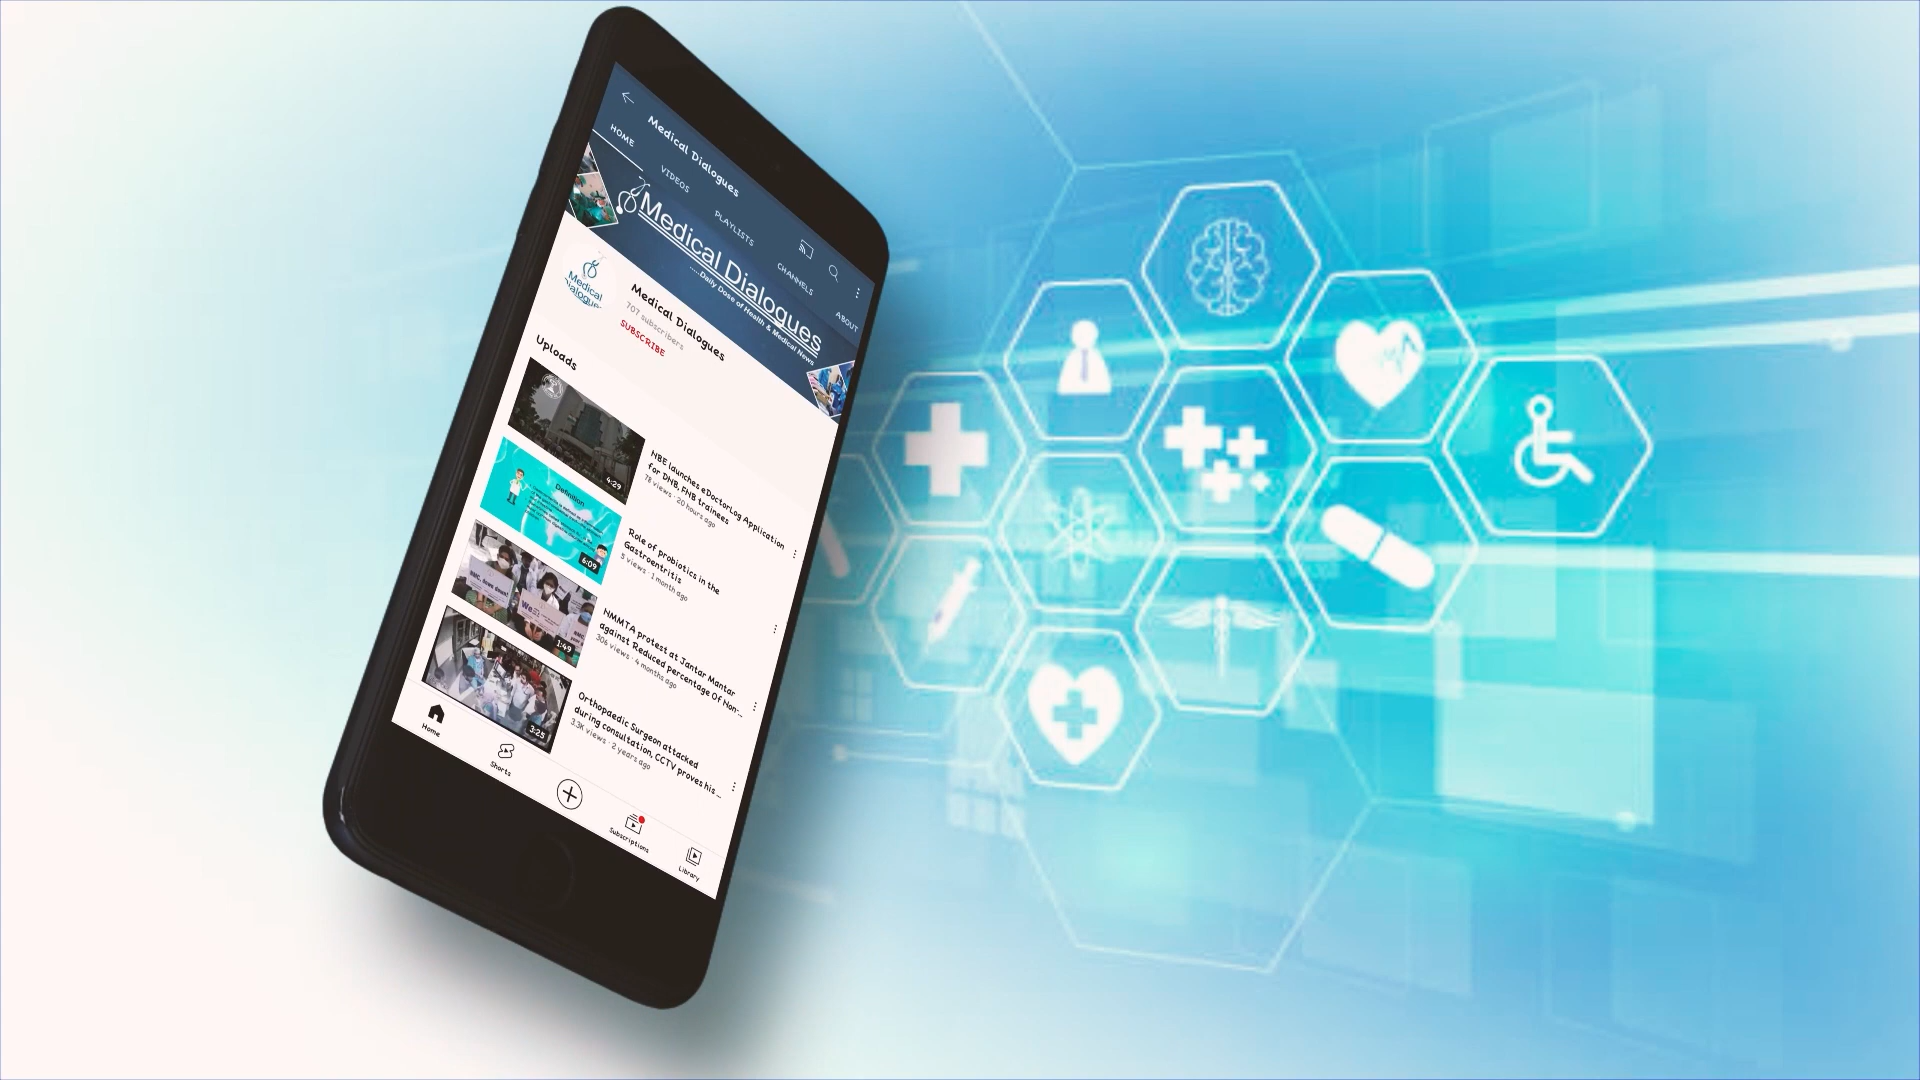 Medical Dialogues
HOME
VIDEOS
PLAYLISTS
CHANNELS
ABOUT
Medical Dialogues
.....Daily Dose of Health & Medical News
Medical
Dialogues
Medical Dialogues
707 subscribers
SUBSCRIBE
Uploads
4:29
NBE launches eDoctorLog Application
for DNB, FNB trainees
78 views · 20 hours ago
Definition
6:09
Role of probiotics in the
Gastroentritis
5 views · 1 month ago
1:49
NMMTA protest at Jantar Mantar
against 'Reduced percentage Of Non-...
306 views · 4 months ago
3:25
Orthopaedic Surgeon attacked
during consultation, CCTV proves his ...
3.3K views · 2 years ago
Home
Shorts
Subscriptions
Library